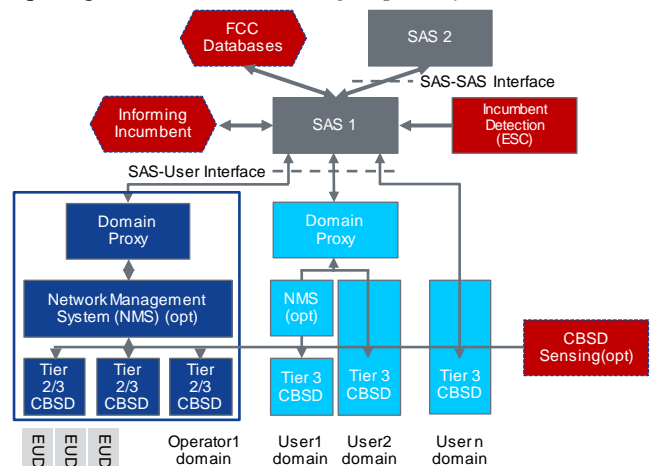 FCC
Databases
SAS 2
SAS-SAS Interface
Informing
Incumbent
SAS 1
Incumbent
Detection
(ESC)
SAS-User Interface
Domain
Proxy
Domain
Proxy
Network Management
System (NMS) (opt)
NMS
(opt)
CBSD
Sensing(opt)
Tier
2/3
CBSD
Tier
2/3
CBSD
Tier
2/3
CBSD
Tier 3
CBSD
Tier 3
CBSD
Tier 3
CBSD
EUD
EUD
EUD
Operator1
domain
User1
domain
User2
domain
User n
domain